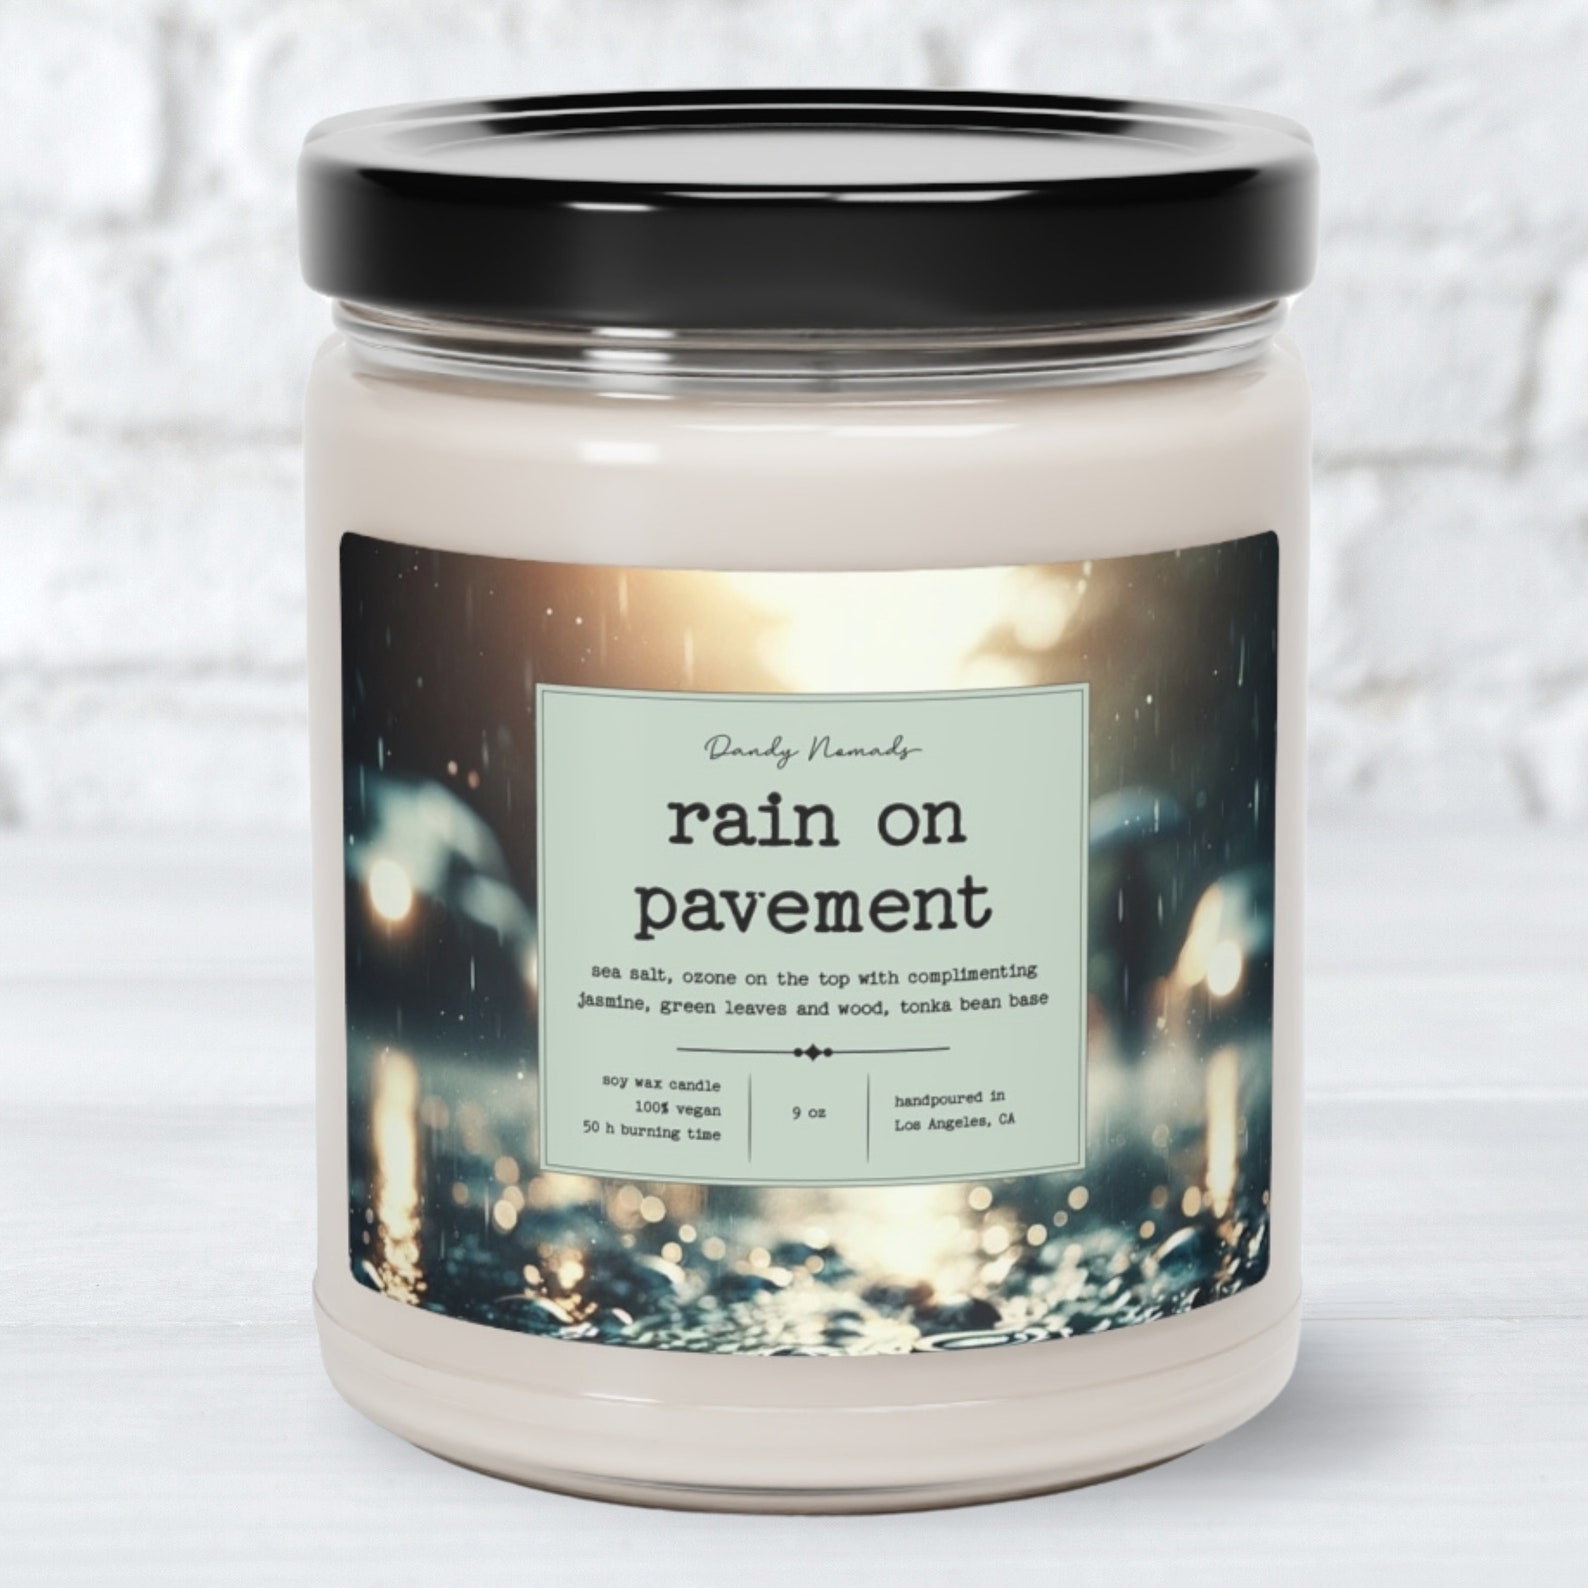 Dandy Nomads
rain on
pavement
sea salt, ozone on the top with complimenting
jasmine, green leaves and wood, tonka bean base
soy wax candle
100% vegan
50 h burning time
9 oz
handpoured in
Los Angeles, CA